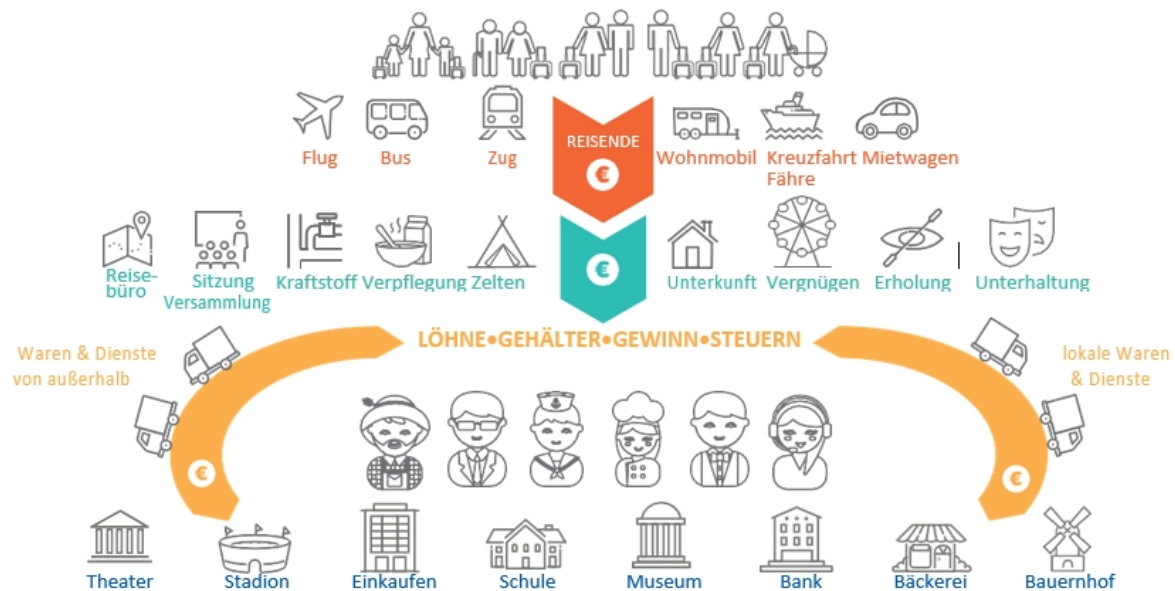 REISENDE
€
Flug Bus Zug Wohnmobil Kreuzfahrt Mietwagen
Fähre
€
Reise-
büro
Sitzung
Versammlung
Kraftstoff Verpflegung Zelten Unterkunft Vergnügen Erholung Unterhaltung
LÖHNE•GEHÄLTER•GEWINN•STEUERN
Waren & Dienste
von außerhalb
lokale Waren
& Dienste
€
€
Theater Stadion Einkaufen Schule Museum Bank Bäckerei Bauernhof